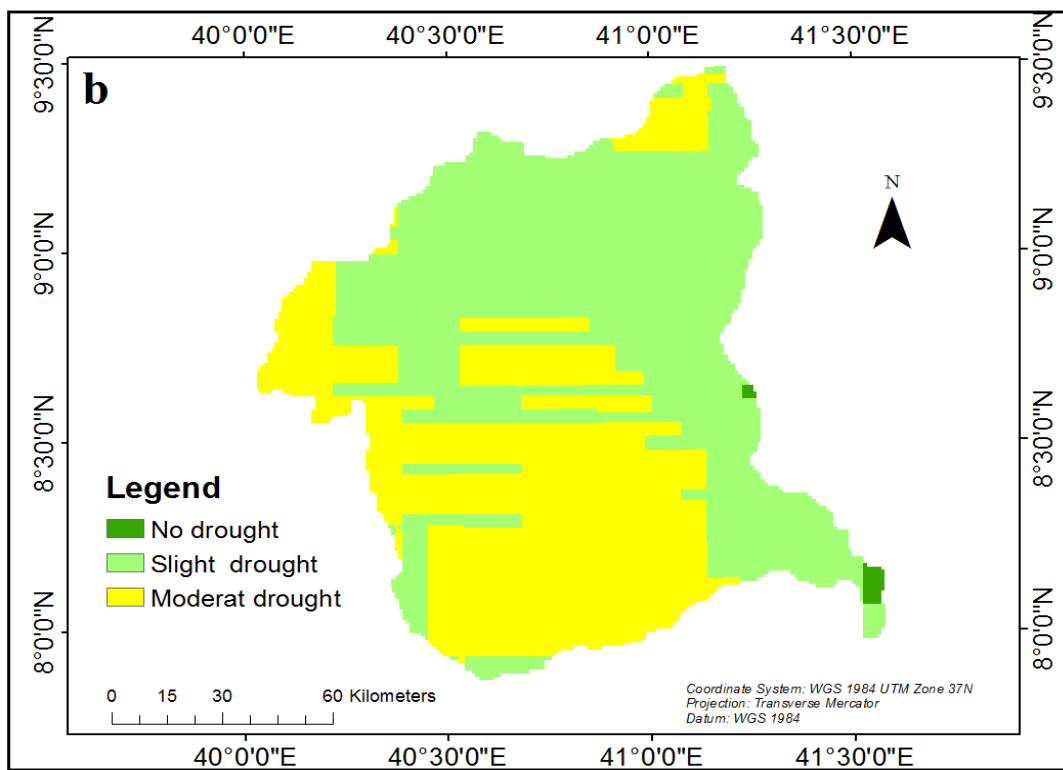 40°0'0"E 40°30'0"E 41°0'0"E 41°30'0"E
b
N
9°30'0"N
9°0'0"N
8°30'0"N
8°0'0"N
9°30'0"N
9°0'0"N
8°30'0"N
8°0'0"N
Legend
No drought
Slight drought
Moderat drought
0 15 30 60 Kilometers
Coordinate System: WGS 1984 UTM Zone 37N
Projection: Transverse Mercator
Datum: WGS 1984
40°0'0"E 40°30'0"E 41°0'0"E 41°30'0"E